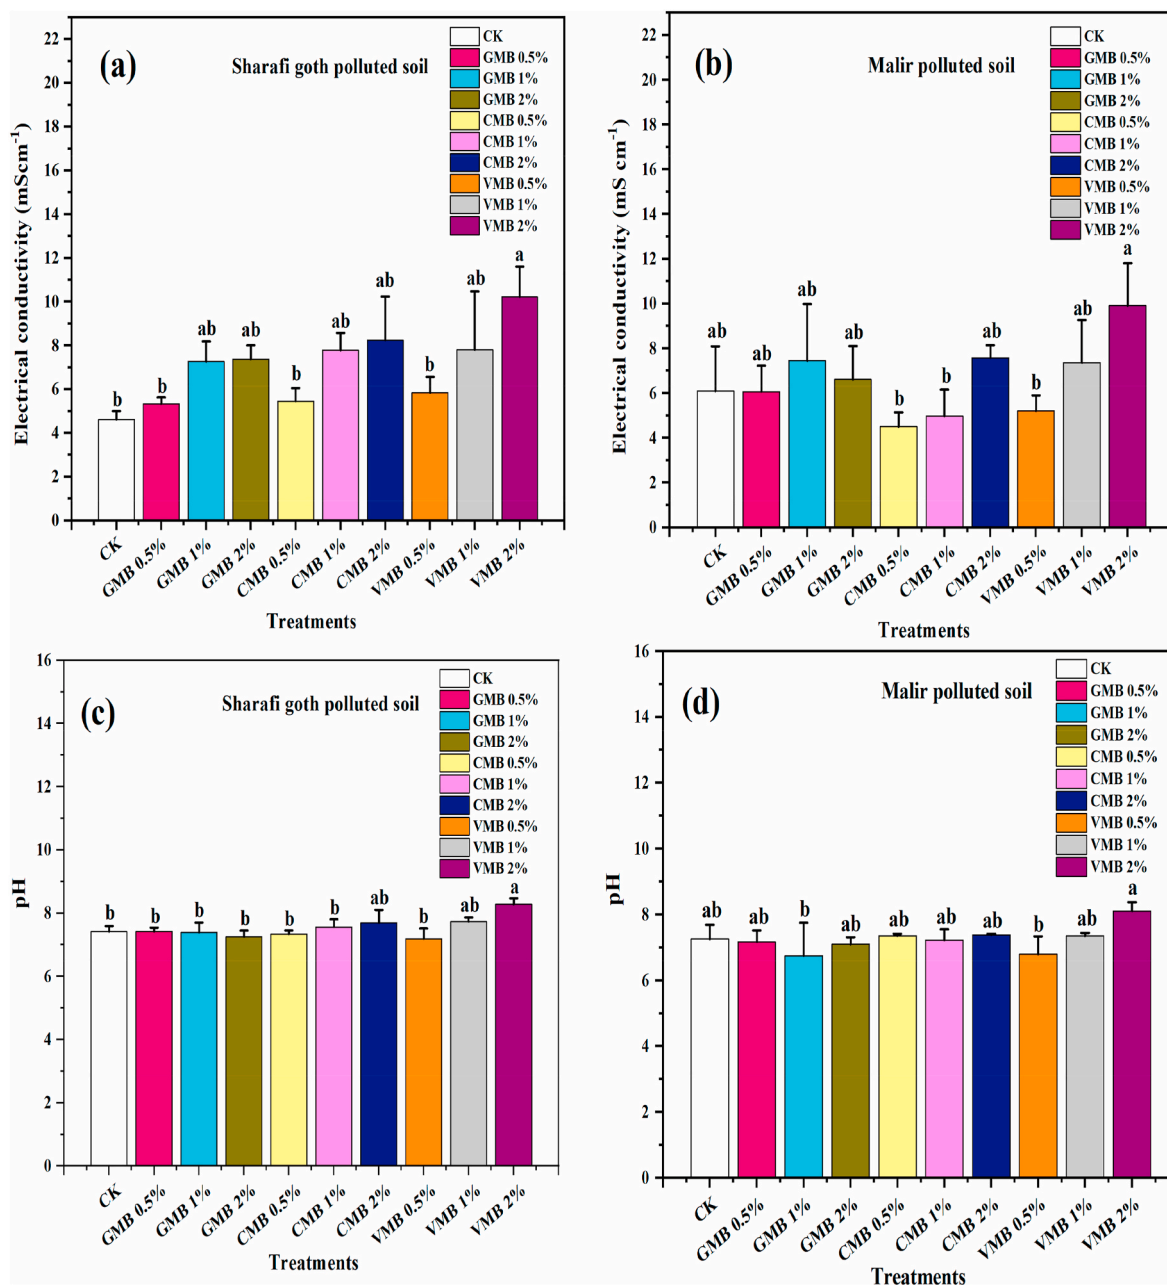 (a)
Sharafi goth polluted soil
CK
GMB 0.5%
GMB 1%
GMB 2%
CMB 0.5%
CMB 1%
CMB 2%
VMB 0.5%
VMB 1%
VMB 2%
Electrical conductivity (mScm⁻¹)
22
20
18
16
14
12
10
8
6
4
2
0
b
b
ab
ab
b
ab
ab
b
ab
a
CK
GMB 0.5%
GMB 1%
GMB 2%
CMB 0.5%
CMB 1%
CMB 2%
VMB 0.5%
VMB 1%
VMB 2%
Treatments
(b)
Malir polluted soil
CK
GMB 0.5%
GMB 1%
GMB 2%
CMB 0.5%
CMB 1%
CMB 2%
VMB 0.5%
VMB 1%
VMB 2%
Electrical conductivity (mS cm⁻¹)
22
20
18
16
14
12
10
8
6
4
2
0
ab
ab
ab
ab
b
b
ab
b
ab
a
CK
GMB 0.5%
GMB 1%
GMB 2%
CMB 0.5%
CMB 1%
CMB 2%
VMB 0.5%
VMB 1%
VMB 2%
Treatments
(c)
Sharafi goth polluted soil
CK
GMB 0.5%
GMB 1%
GMB 2%
CMB 0.5%
CMB 1%
CMB 2%
VMB 0.5%
VMB 1%
VMB 2%
pH
16
14
12
10
8
6
4
2
0
b
b
b
b
b
b
ab
b
ab
a
CK
GMB 0.5%
GMB 1%
GMB 2%
CMB 0.5%
CMB 1%
CMB 2%
VMB 0.5%
VMB 1%
VMB 2%
Treatments
(d)
Malir polluted soil
CK
GMB 0.5%
GMB 1%
GMB 2%
CMB 0.5%
CMB 1%
CMB 2%
VMB 0.5%
VMB 1%
VMB 2%
pH
16
14
12
10
8
6
4
2
0
ab
ab
b
ab
ab
ab
ab
b
ab
a
CK
GMB 0.5%
GMB 1%
GMB 2%
CMB 0.5%
CMB 1%
CMB 2%
VMB 0.5%
VMB 1%
VMB 2%
Treatments